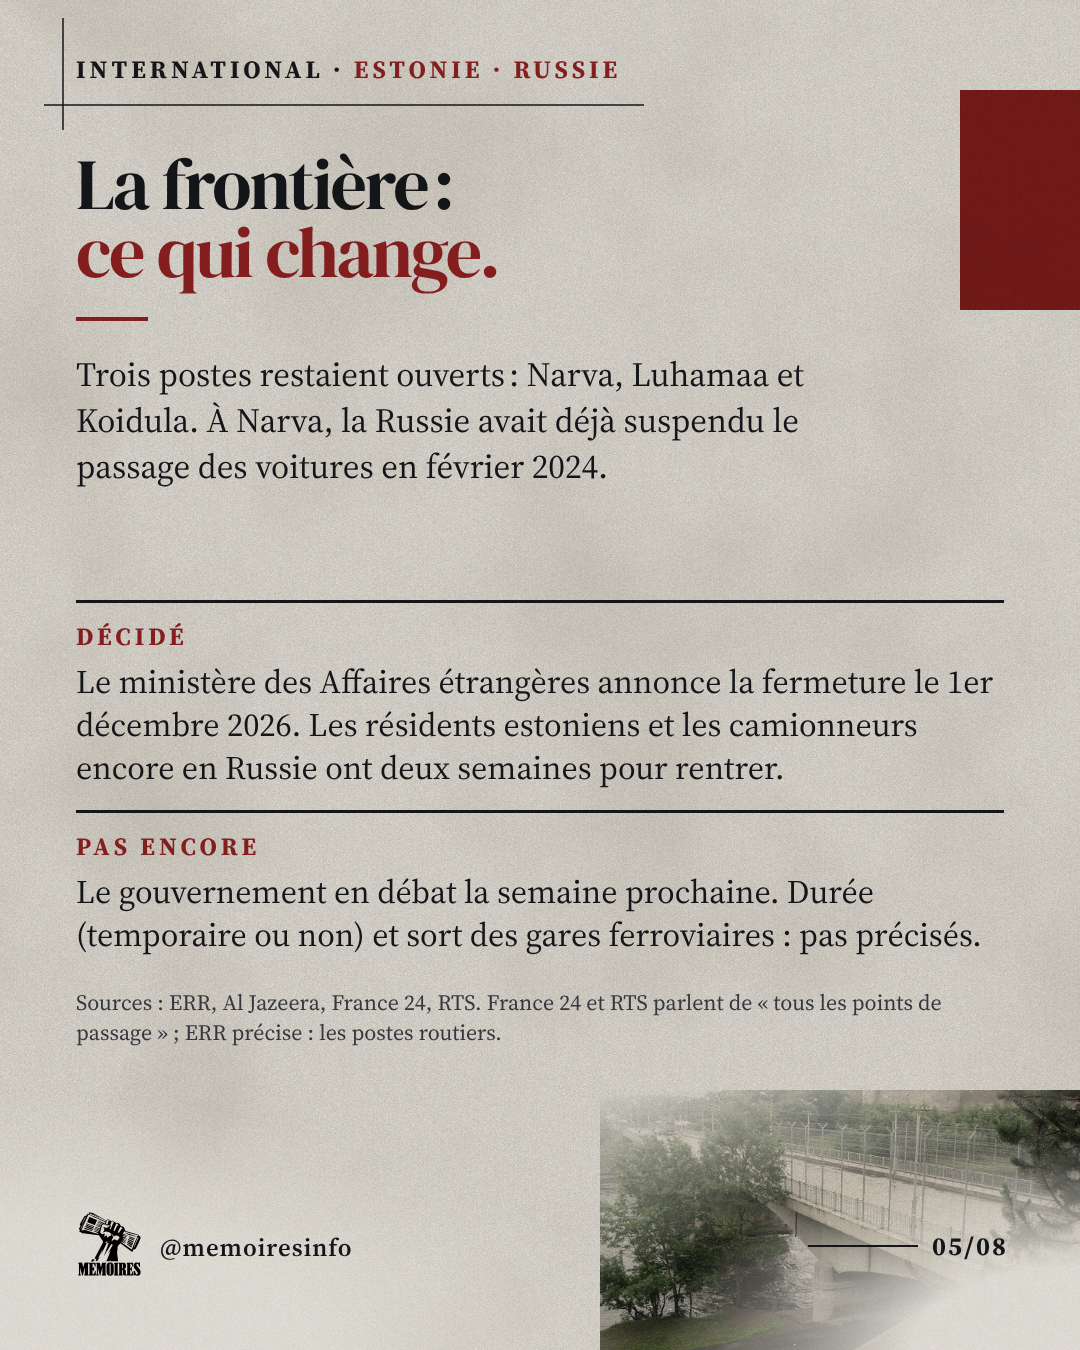 INTERNATIONAL · ESTONIE · RUSSIE
La frontière :
ce qui change.
Trois postes restaient ouverts : Narva, Luhamaa et
Koidula. À Narva, la Russie avait déjà suspendu le
passage des voitures en février 2024.
DÉCIDÉ
Le ministère des Affaires étrangères annonce la fermeture le 1er
décembre 2026. Les résidents estoniens et les camionneurs
encore en Russie ont deux semaines pour rentrer.
PAS ENCORE
Le gouvernement en débat la semaine prochaine. Durée
(temporaire ou non) et sort des gares ferroviaires : pas précisés.
Sources : ERR, Al Jazeera, France 24, RTS. France 24 et RTS parlent de « tous les points de
passage » ; ERR précise : les postes routiers.
MÉMOIRES
@memoiresinfo
05/08